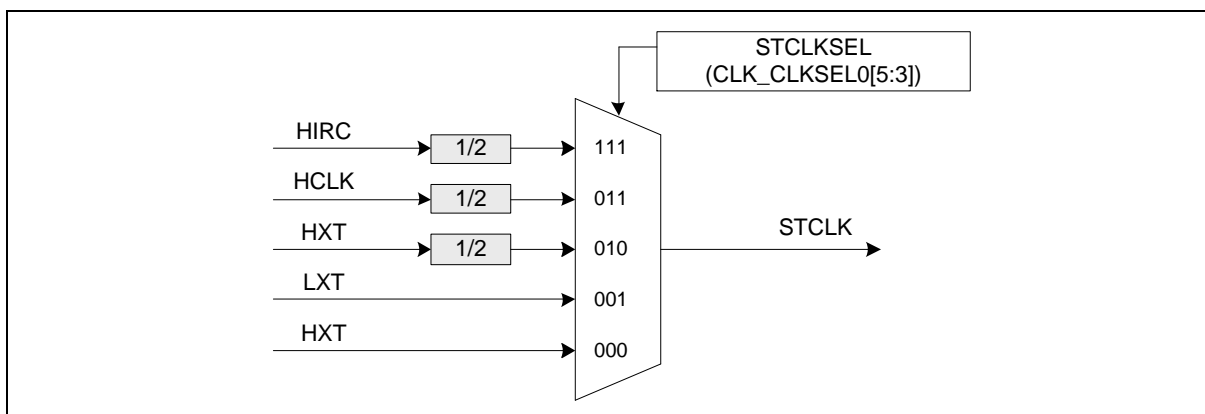 STCLKSEL
(CLK_CLKSEL0[5:3])
HIRC 1/2 111
HCLK 1/2 011
HXT 1/2 010
STCLK
LXT 001
HXT 000